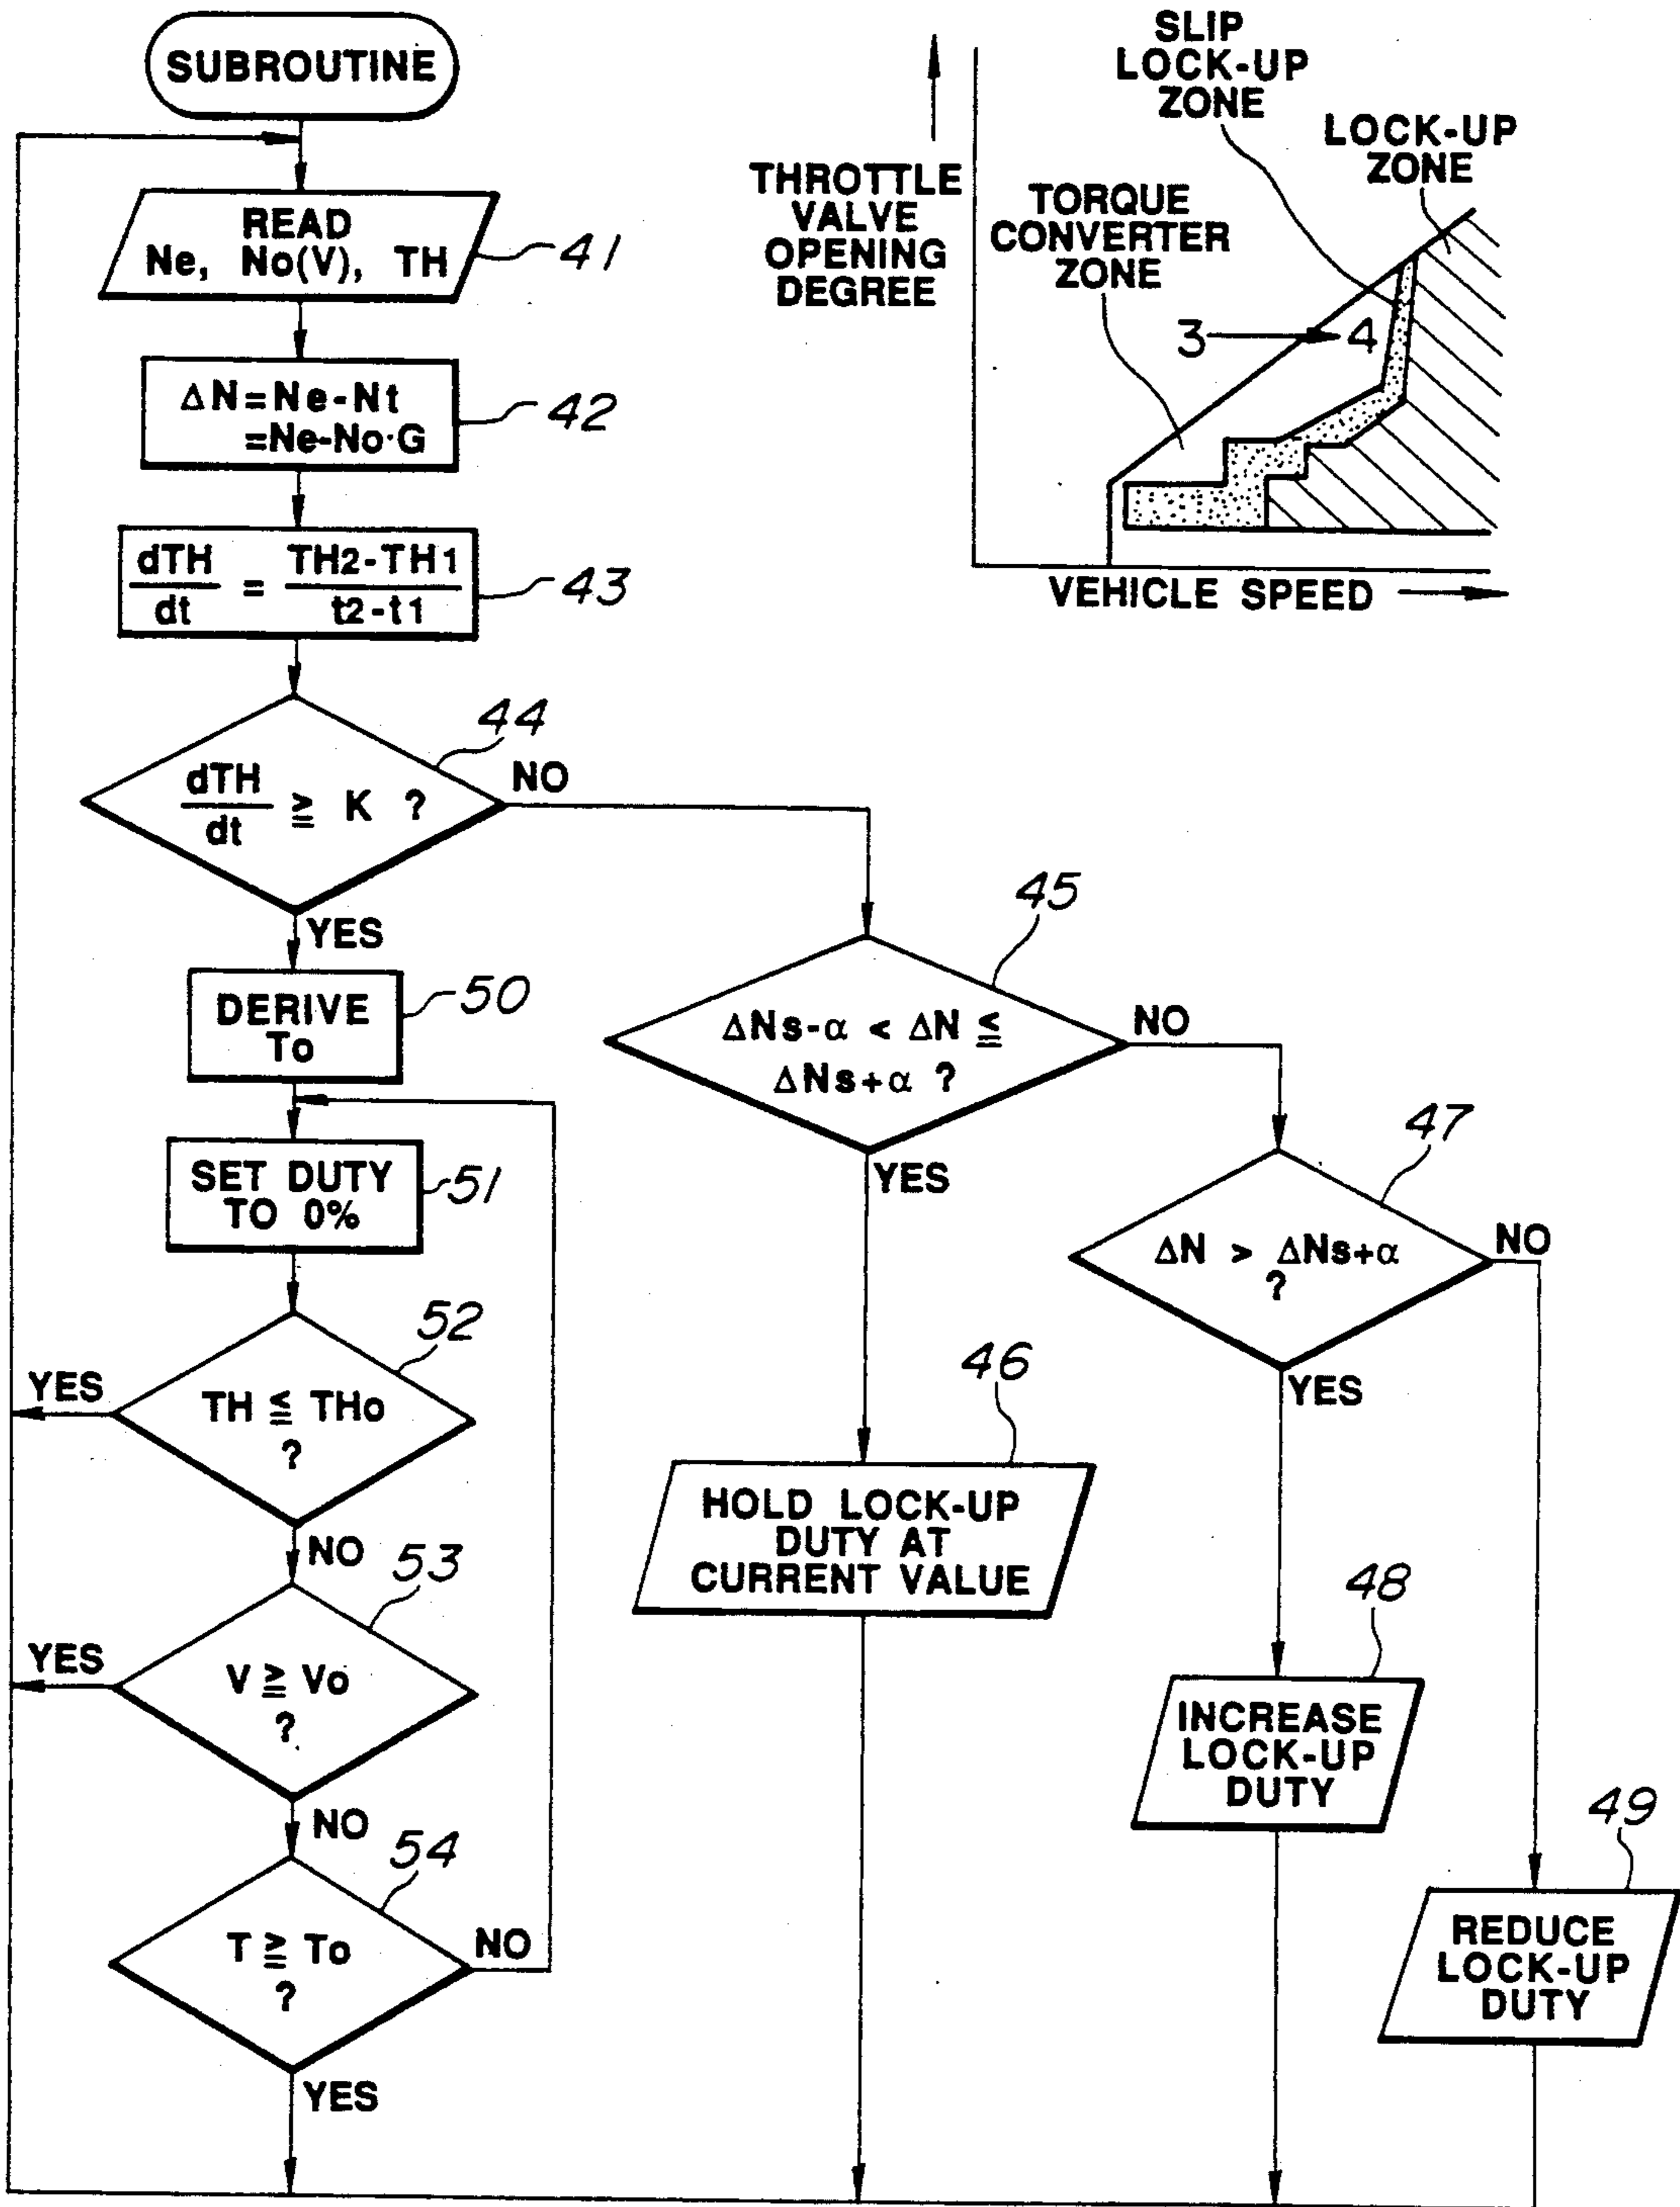 SUBROUTINE
READ
Ne, No(V), TH
41
ΔN=Ne-Nt
=Ne-No·G
42
dTH/dt = TH2-TH1/t2-t1
43
dTH/dt ≧ K ?
44
NO
YES
DERIVE
To
50
SET DUTY
TO 0%
51
TH ≦ THo
?
52
YES
NO
V ≧ Vo
?
53
YES
NO
T ≧ To
?
54
NO
YES
ΔNs-α < ΔN ≦
ΔNs+α ?
45
NO
YES
HOLD LOCK-UP
DUTY AT
CURRENT VALUE
46
ΔN > ΔNs+α
?
47
NO
YES
INCREASE
LOCK-UP
DUTY
48
REDUCE
LOCK-UP
DUTY
49
THROTTLE
VALVE
OPENING
DEGREE
SLIP
LOCK-UP
ZONE
LOCK-UP
ZONE
TORQUE
CONVERTER
ZONE
3 4
VEHICLE SPEED